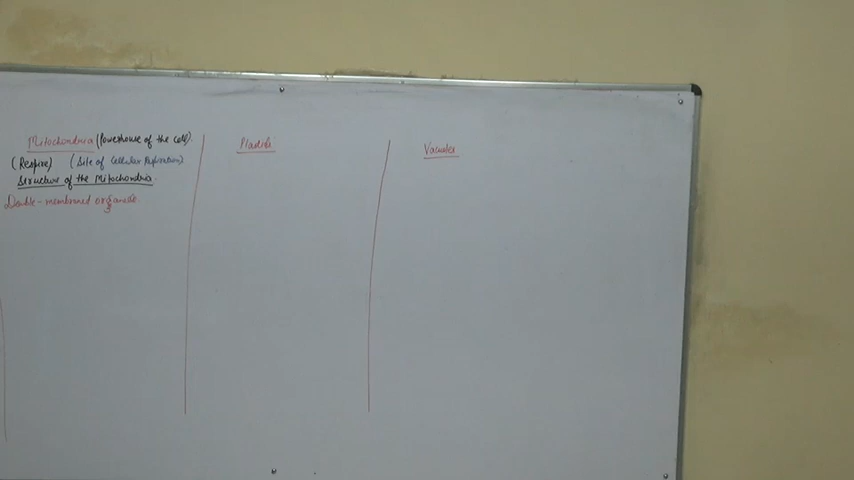 Mitochondria (Powerhouse of the cell)
(Respire) (Site of Cellular Respiration)
Structure of the Mitochondria
Double-membraned organelle
Plastids
Vacuoles